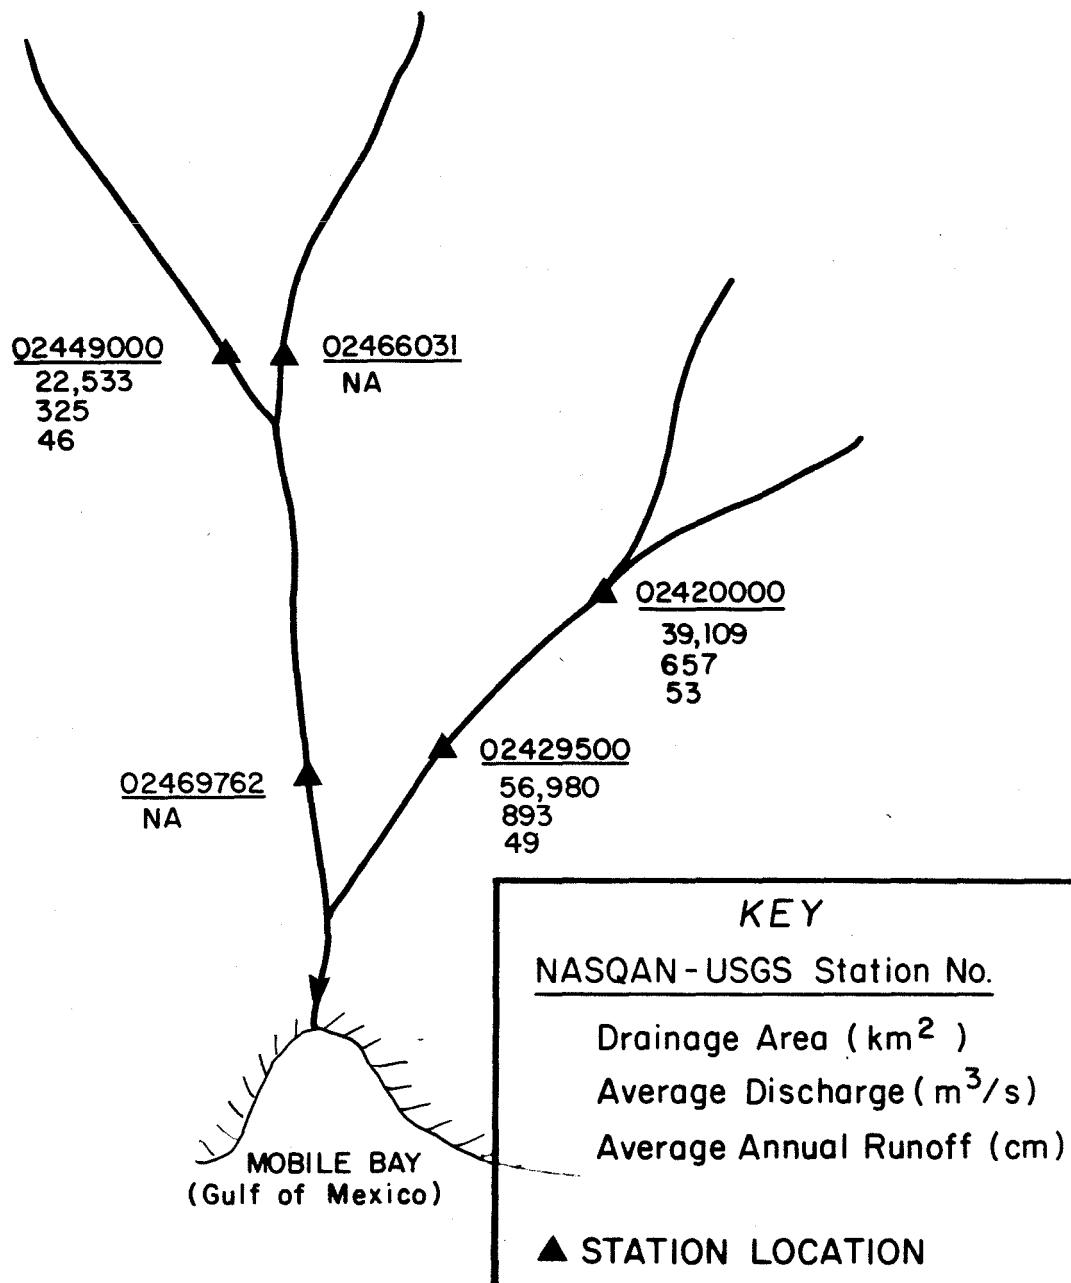 02449000
22,533
325
46
02466031
NA
02420000
39,109
657
53
02429500
56,980
893
49
02469762
NA
KEY
NASQAN-USGS Station No.
Drainage Area (km²)
Average Discharge (m³/s)
Average Annual Runoff (cm)
▲ STATION LOCATION
MOBILE BAY
(Gulf of Mexico)